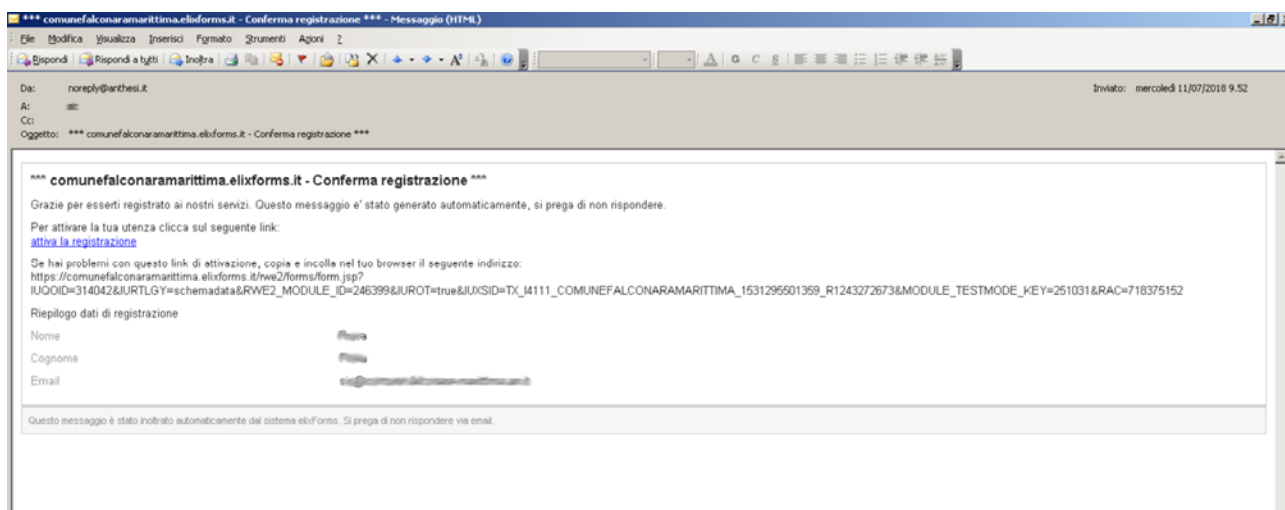 *** comunefalconaramarittima.elixforms.it - Conferma registrazione *** - Messaggio (HTML)
File Modifica Visualizza Inserisci Formato Strumenti Azioni ?
Rispondi Rispondi a tutti Inoltra
G C S
Da: noreply@anthesi.it Inviato: mercoledì 11/07/2018 9.52
A:
Cc:
Oggetto: *** comunefalconaramarittima.elixforms.it - Conferma registrazione ***
*** comunefalconaramarittima.elixforms.it - Conferma registrazione ***
Grazie per esserti registrato ai nostri servizi. Questo messaggio e' stato generato automaticamente, si prega di non rispondere.
Per attivare la tua utenza clicca sul seguente link:
attiva la registrazione
Se hai problemi con questo link di attivazione, copia e incolla nel tuo browser il seguente indirizzo:
https://comunefalconaramarittima.elixforms.it/rwe2/forms/form.jsp?
IUQOID=314042&IURTLGY=schemadata&RWE2_MODULE_ID=246399&IUROT=true&IUXSID=TX_I4111_COMUNEFALCONARAMARITTIMA_1531295501359_R1243272673&MODULE_TESTMODE_KEY=251031&RAC=718375152
Riepilogo dati di registrazione
Nome
Cognome
Email
Questo messaggio è stato inoltrato automaticamente dal sistema elixForms. Si prega di non rispondere via email.